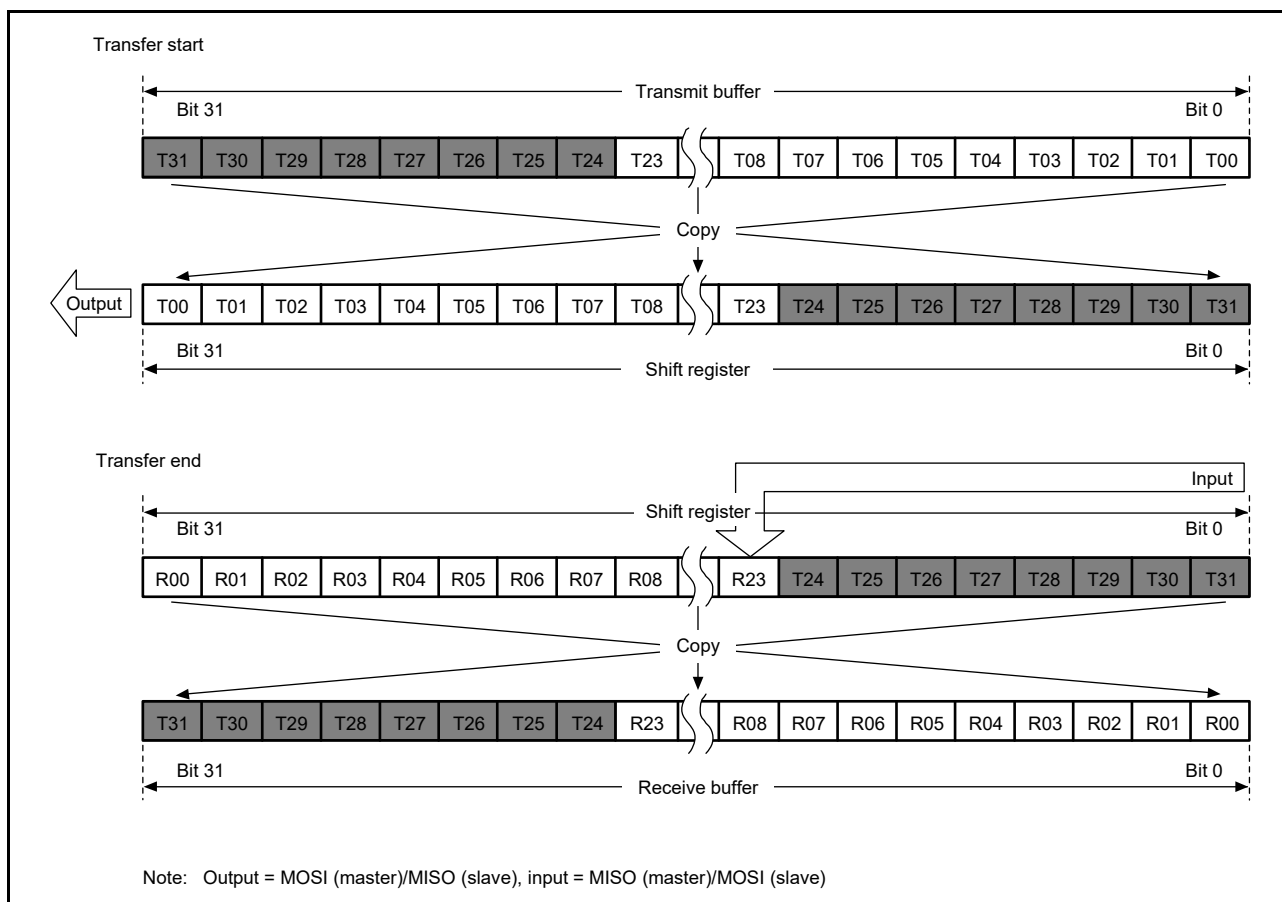 Transfer start
Transmit buffer
Bit 31 Bit 0
T31 T30 T29 T28 T27 T26 T25 T24 T23 T08 T07 T06 T05 T04 T03 T02 T01 T00
Copy
Output T00 T01 T02 T03 T04 T05 T06 T07 T08 T23 T24 T25 T26 T27 T28 T29 T30 T31
Bit 31 Bit 0
Shift register
Transfer end
Input
Shift register
Bit 31 Bit 0
R00 R01 R02 R03 R04 R05 R06 R07 R08 R23 T24 T25 T26 T27 T28 T29 T30 T31
Copy
T31 T30 T29 T28 T27 T26 T25 T24 R23 R08 R07 R06 R05 R04 R03 R02 R01 R00
Bit 31 Bit 0
Receive buffer
Note: Output = MOSI (master)/MISO (slave), input = MISO (master)/MOSI (slave)